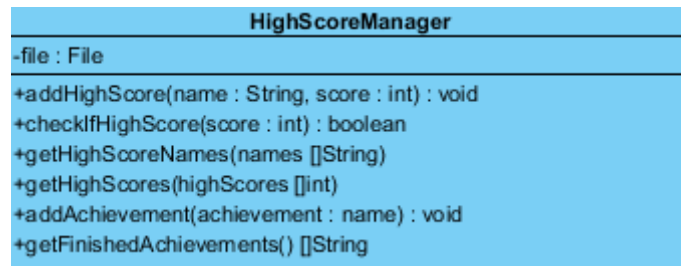 HighScoreManager
-file : File
+addHighScore(name : String, score : int) : void
+checkIfHighScore(score : int) : boolean
+getHighScoreNames(names []String)
+getHighScores(highScores []int)
+addAchievement(achievement : name) : void
+getFinishedAchievements() []String